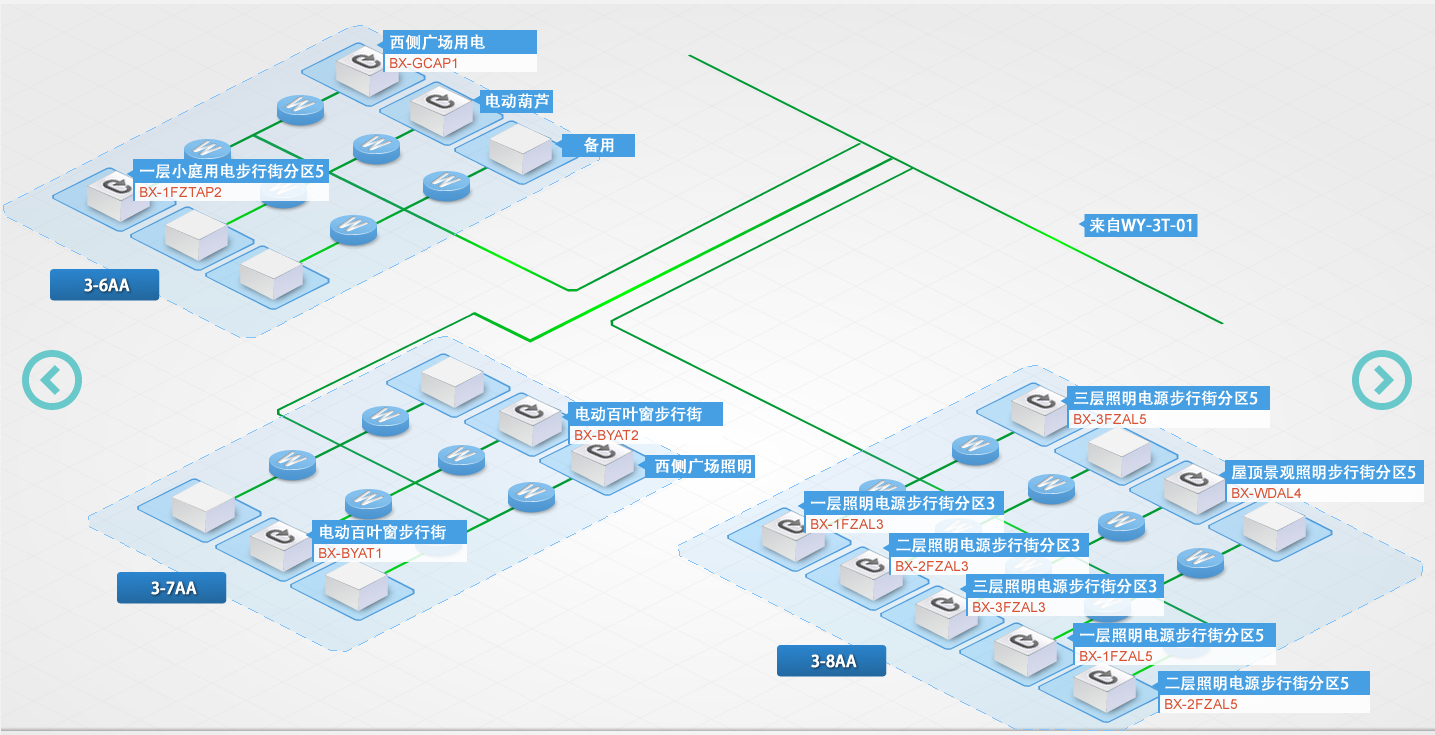 西侧广场用电
BX-GCAP1
电动葫芦
备用
一层小庭用电步行街分区5
BX-1FZTAP2
3-6AA
来自WY-3T-01
电动百叶窗步行街
BX-BYAT2
西侧广场照明
电动百叶窗步行街
BX-BYAT1
3-7AA
三层照明电源步行街分区5
BX-3FZAL5
屋顶景观照明步行街分区5
BX-WDAL4
一层照明电源步行街分区3
BX-1FZAL3
二层照明电源步行街分区3
BX-2FZAL3
三层照明电源步行街分区3
BX-3FZAL3
一层照明电源步行街分区5
BX-1FZAL5
二层照明电源步行街分区5
BX-2FZAL5
3-8AA
W
W
W
W
W
W
W
W
W
W
W
W
W
W